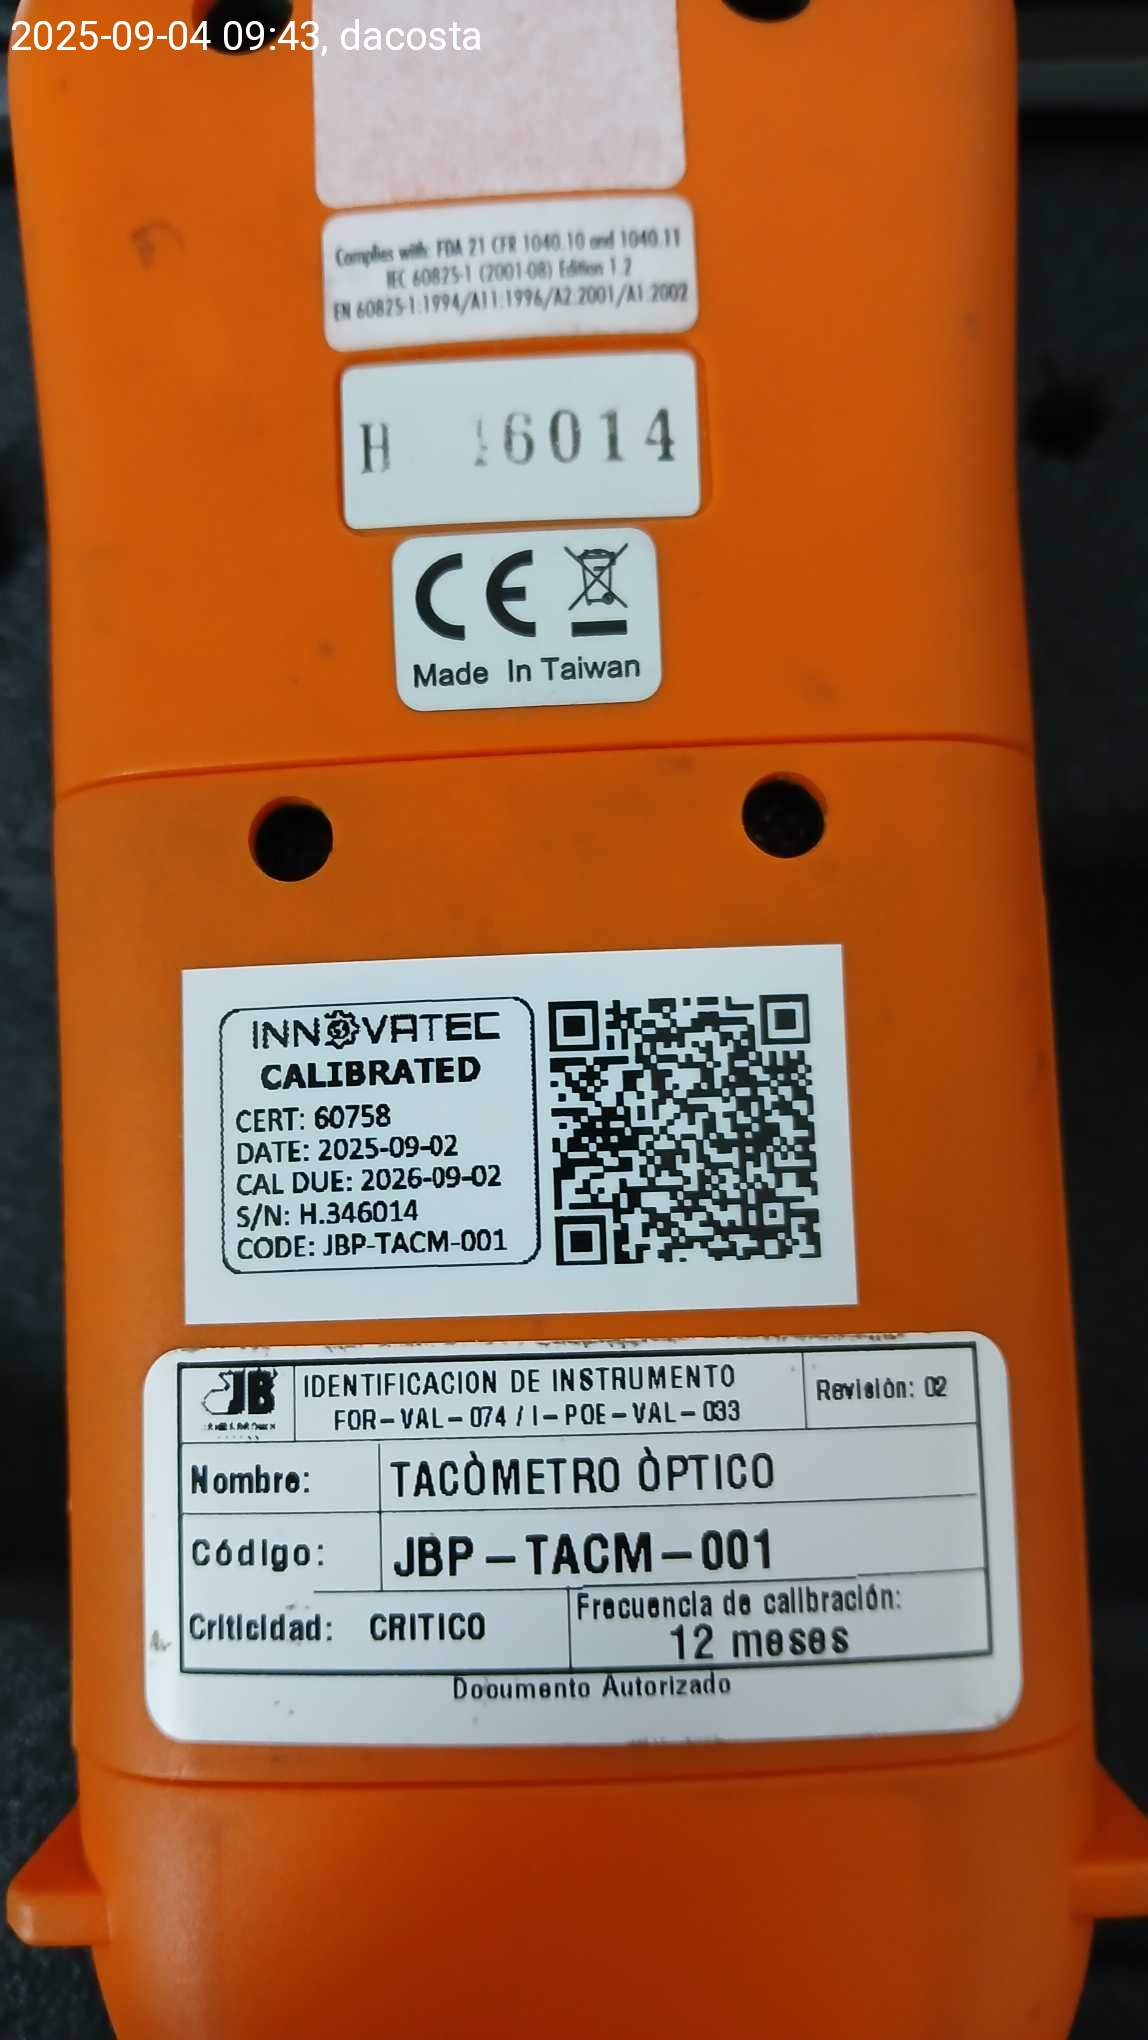 2025-09-04 09:43, dacosta
Complies with: FDA 21 CFR 1040.10 and 1040.11
IEC 60825-1 (2001-08) Edition 1.2
EN 60825-1:1994/A11:1996/A2:2001/A1:2002
H 6014
CE
Made In Taiwan
INNOVATEC
CALIBRATED
CERT: 60758
DATE: 2025-09-02
CAL DUE: 2026-09-02
S/N: H.346014
CODE: JBP-TACM-001
JB
IDENTIFICACION DE INSTRUMENTO
FOR-VAL-074 / I-POE-VAL-033
Revisión: 02
Nombre: TACÒMETRO ÒPTICO
Código: JBP-TACM-001
Criticidad: CRITICO
Frecuencia de calibración:
12 meses
Documento Autorizado